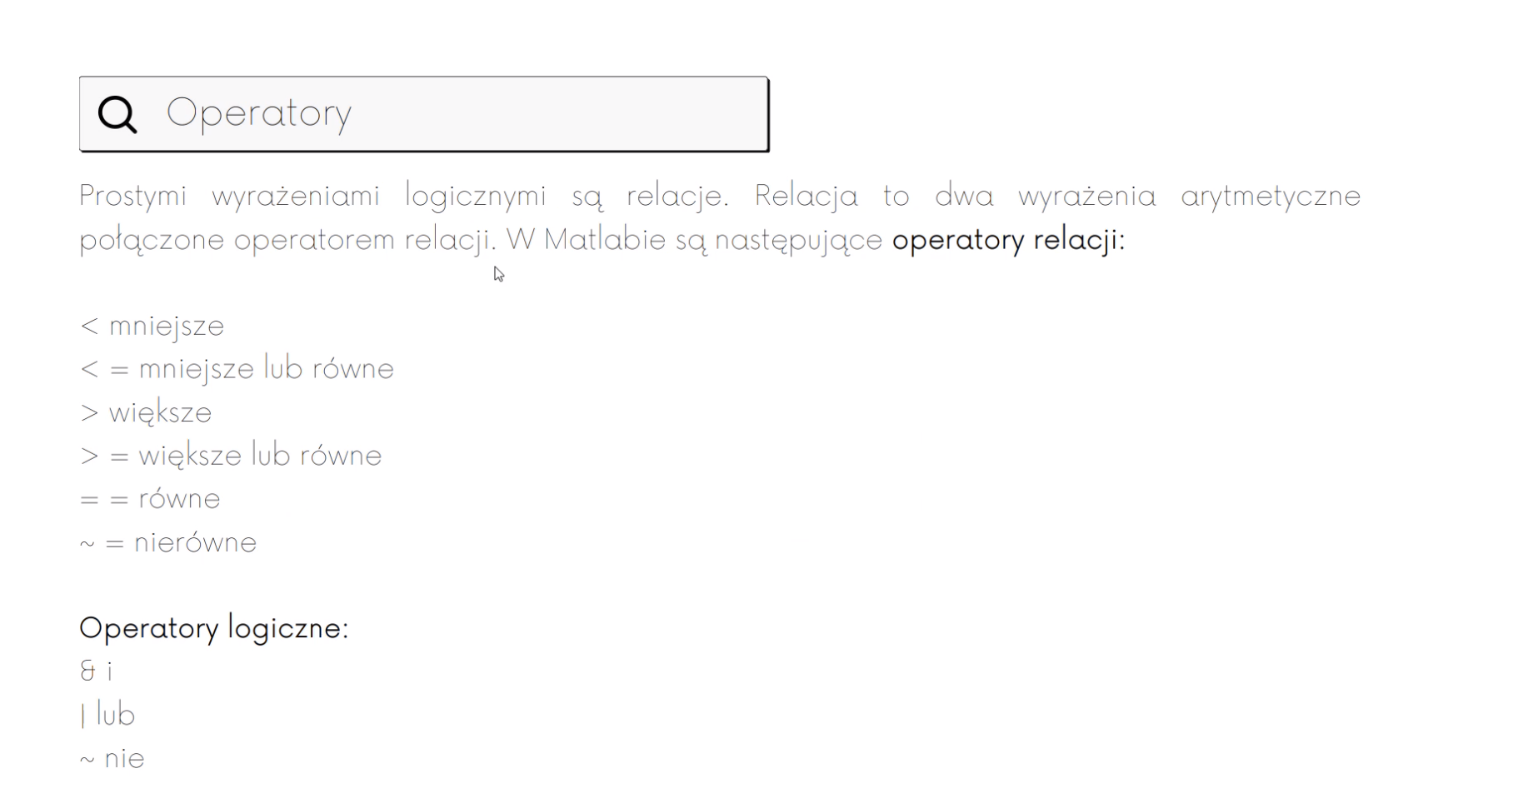 Operatory
Prostymi wyrażeniami logicznymi są relacje. Relacja to dwa wyrażenia arytmetyczne
połączone operatorem relacji. W Matlabie są następujące operatory relacji:
< mniejsze
< = mniejsze lub równe
> większe
> = większe lub równe
= = równe
~ = nierówne
Operatory logiczne:
& i
| lub
~ nie